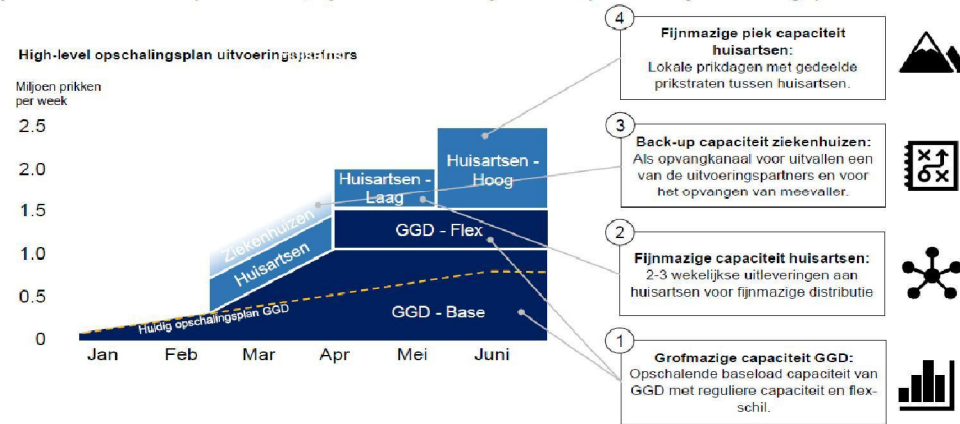 High-level opschalingsplan uitvoeringspartners
Miljoen prikken
per week
2.5
2.0
1.5
1.0
0.5
0
Jan Feb Mar Apr Mei Juni
Ziekenhuizen
Huisartsen
Huisartsen -
Laag
Huisartsen -
Hoog
GGD - Flex
GGD - Base
Huidig opschalingsplan GGD
4
Fijnmazige piek capaciteit
huisartsen:
Lokale prikdagen met gedeelde
prikstraten tussen huisartsen.
3
Back-up capaciteit ziekenhuizen:
Als opvangkanaal voor uitvallen een
van de uitvoeringspartners en voor
het opvangen van meevaller.
2
Fijnmazige capaciteit huisartsen:
2-3 wekelijkse uitleveringen aan
huisartsen voor fijnmazige distributie
1
Grofmazige capaciteit GGD:
Opschalende baseload capaciteit van
GGD met reguliere capaciteit en flex-
schil.